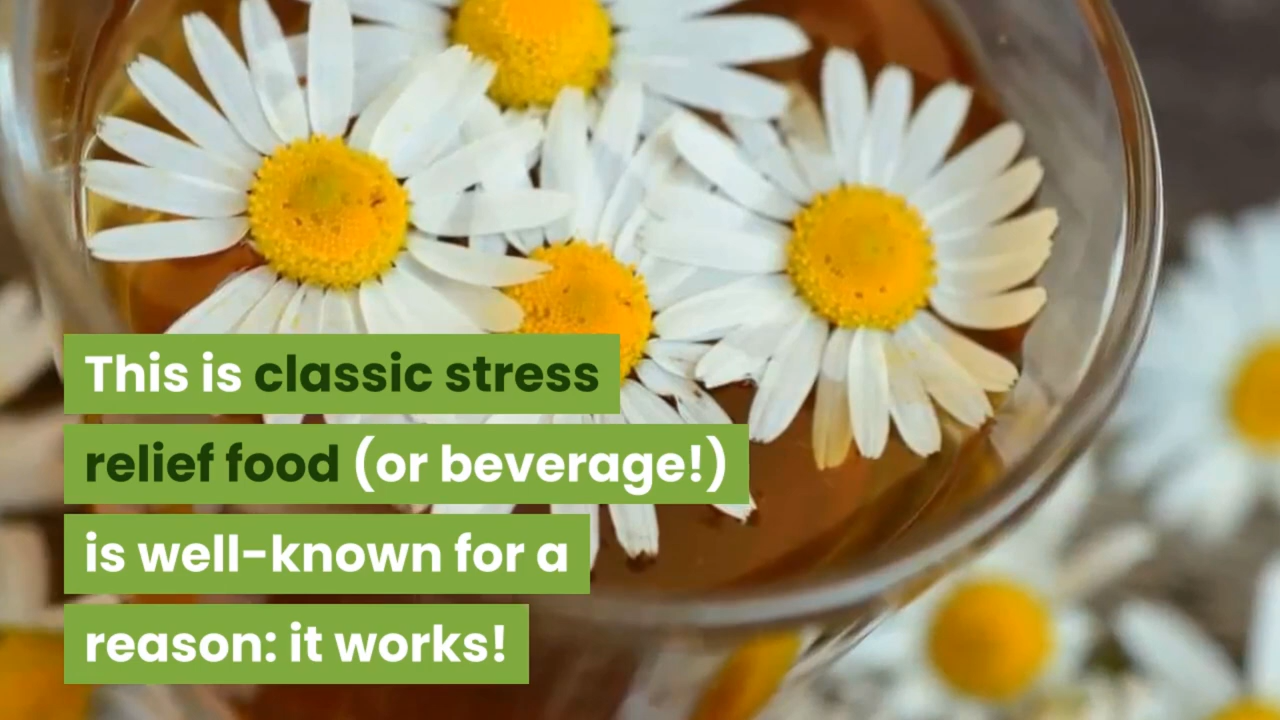 This is classic stress
relief food (or beverage!)
is well-known for a
reason: it works!